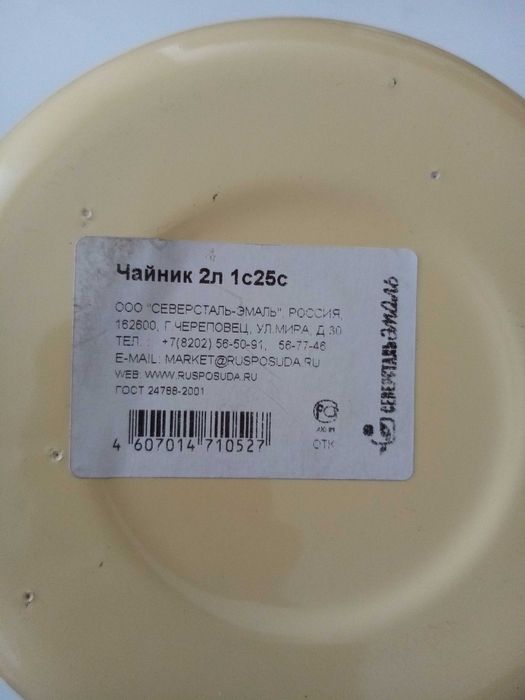 Чайник 2л 1с25с
ООО "СЕВЕРСТАЛЬ-ЭМАЛЬ", РОССИЯ,
162600, Г.ЧЕРЕПОВЕЦ, УЛ.МИРА, Д.30
ТЕЛ. : +7(8202) 56-50-91, 56-77-46
E-MAIL: MARKET@RUSPOSUDA.RU
WEB: WWW.RUSPOSUDA.RU
ГОСТ 24788-2001
4 607014 710527
ОТК
СЕВЕРСТАЛЬ эмаль